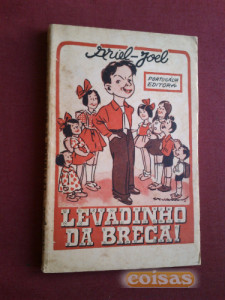 Ariel-Joel
PORTUGÁLIA
EDITORA
LEVADINHO
DA BRECA!
coisas